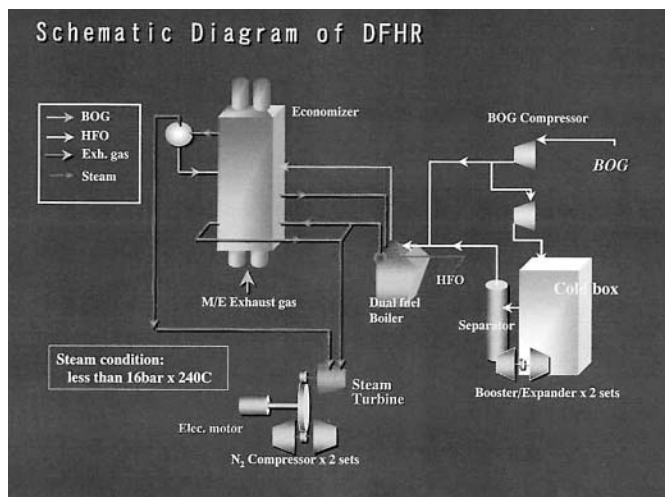 Schematic Diagram of DFHR
BOG
HFO
Exh. gas
Steam
Economizer
BOG Compressor
BOG
M/E Exhaust gas
HFO
Dual fuel
Boiler
Cold box
Separator
Steam condition:
less than 16bar x 240C
Steam
Turbine
Booster/Expander x 2 sets
Elec. motor
N₂ Compressor x 2 sets